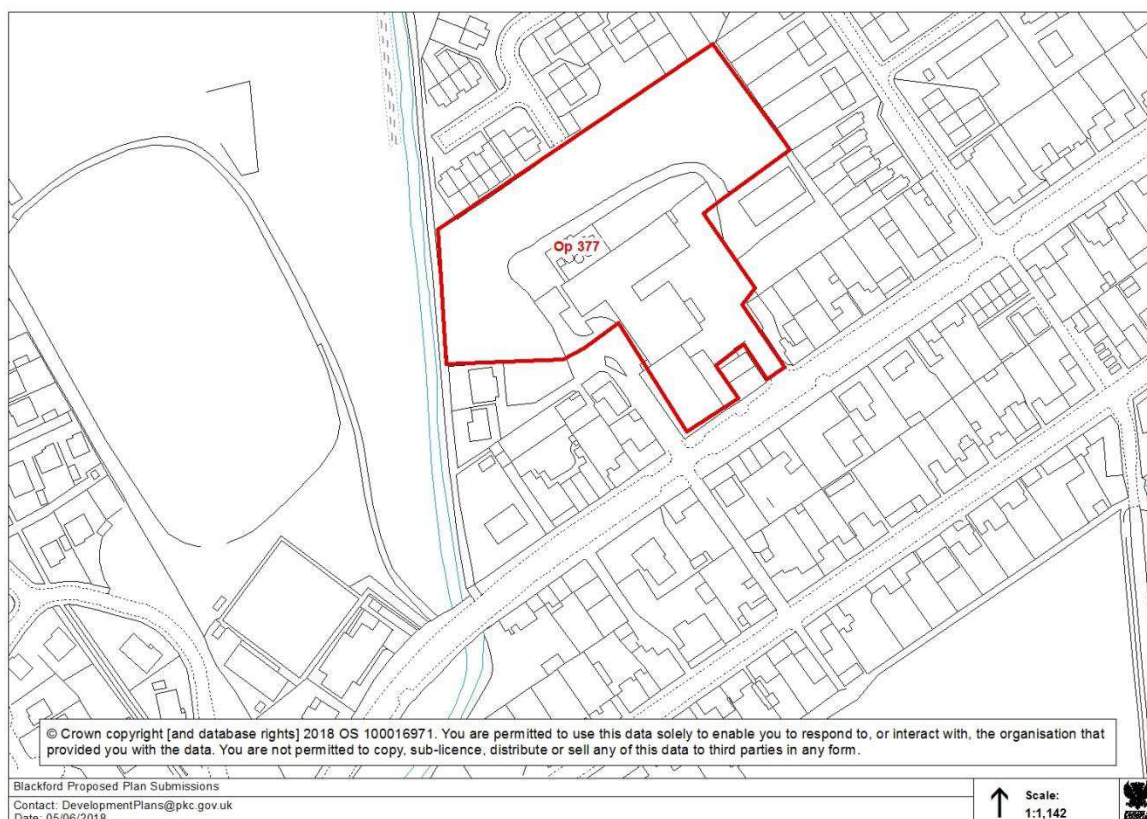 Op 377
© Crown copyright [and database rights] 2018 OS 100016971. You are permitted to use this data solely to enable you to respond to, or interact with, the organisation that
provided you with the data. You are not permitted to copy, sub-licence, distribute or sell any of this data to third parties in any form.
Blackford Proposed Plan Submissions
Contact: DevelopmentPlans@pkc.gov.uk
Date: 05/06/2018
Scale:
1:1,142